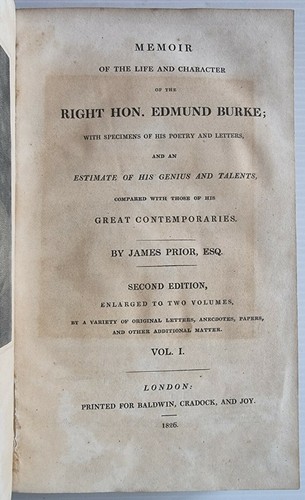 MEMOIR
OF THE LIFE AND CHARACTER
OF THE
RIGHT HON. EDMUND BURKE;
WITH SPECIMENS OF HIS POETRY AND LETTERS,
AND AN
ESTIMATE OF HIS GENIUS AND TALENTS,
COMPARED WITH THOSE OF HIS
GREAT CONTEMPORARIES.
BY JAMES PRIOR, ESQ.
SECOND EDITION,
ENLARGED TO TWO VOLUMES,
BY A VARIETY OF ORIGINAL LETTERS, ANECDOTES, PAPERS,
AND OTHER ADDITIONAL MATTER.
VOL. I.
LONDON:
PRINTED FOR BALDWIN, CRADOCK, AND JOY.
1826.